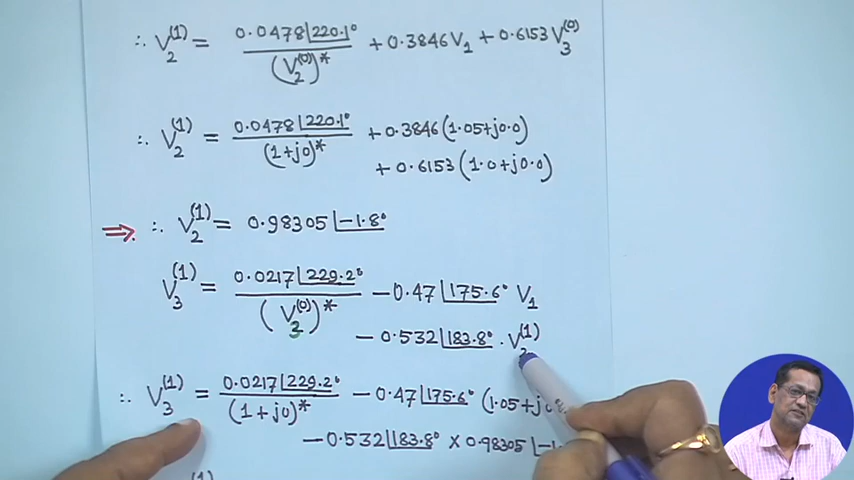 ∴ V₂⁽¹⁾ = 0.0478∠220.1° / (V₂⁽⁰⁾)* + 0.3846V₁ + 0.6153V₃⁽⁰⁾
∴ V₂⁽¹⁾ = 0.0478∠220.1° / (1+j0)* + 0.3846(1.05+j0.0)
+ 0.6153(1.0+j0.0)
⇒ ∴ V₂⁽¹⁾ = 0.98305∠-1.8°
V₃⁽¹⁾ = 0.0217∠229.2° / (V₃⁽⁰⁾)* - 0.47∠175.6° V₁
- 0.532∠183.8° . V₂⁽¹⁾
∴ V₃⁽¹⁾ = 0.0217∠229.2° / (1+j0)* - 0.47∠175.6° (1.05+j0.
- 0.532∠183.8° × 0.98305∠-1.
(1)